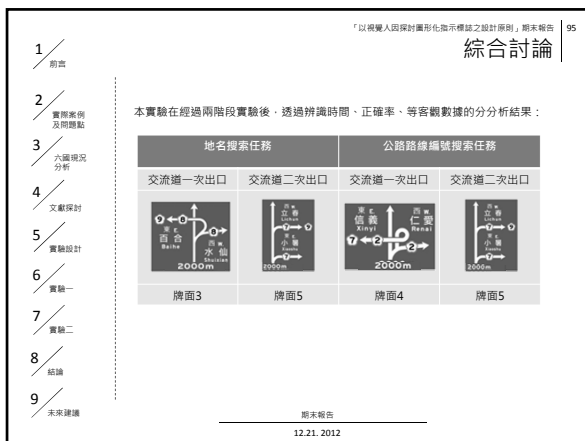 「以視覺人因探討圖形化指示標誌之設計原則」期末報告
95
綜合討論
1
前言
2
實際案例
及問題點
3
六國現況
分析
4
文獻探討
5
實驗設計
6
實驗一
7
實驗二
8
結論
9
未來建議
本實驗在經過兩階段實驗後，透過辨識時間、正確率、等客觀數據的分分析結果：
地名搜索任務
公路路線編號搜索任務
交流道一次出口
交流道二次出口
交流道一次出口
交流道二次出口
9 8
東 E.
百合
Baihe
8
西 W.
水仙
Shuixian
2000m
西 W.
立春
Lichun
9
東 E.
小暑
Xiaoshu
9
2000m
東 E.
信義
Xinyi
西 W.
仁愛
Renai
7 2
2 9
2000m
西 W.
立春
Lichun
9
東 E.
小暑
Xiaoshu
9
2000m
牌面3
牌面5
牌面4
牌面5
期末報告
12.21. 2012